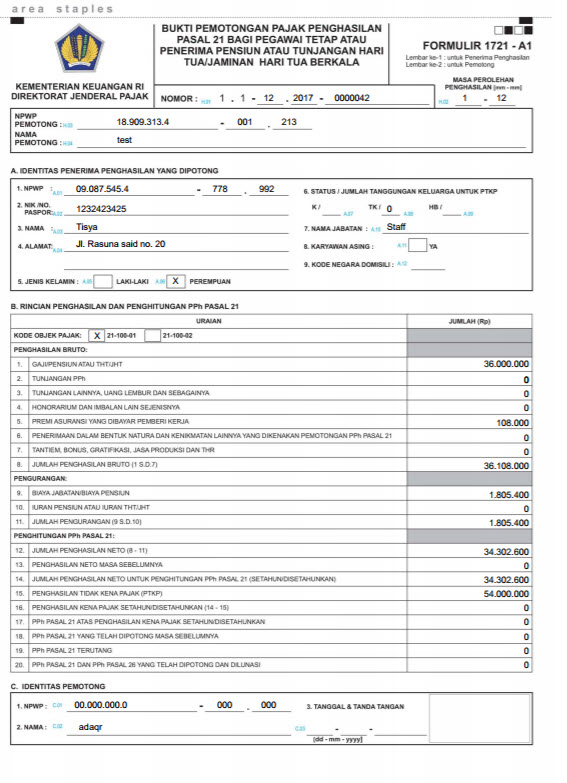 area staples
BUKTI PEMOTONGAN PAJAK PENGHASILAN
PASAL 21 BAGI PEGAWAI TETAP ATAU
PENERIMA PENSIUN ATAU TUNJANGAN HARI
TUA/JAMINAN HARI TUA BERKALA
FORMULIR 1721 - A1
Lembar ke-1 : untuk Penerima Penghasilan
Lembar ke-2 : untuk Pemotong
KEMENTERIAN KEUANGAN RI
DIREKTORAT JENDERAL PAJAK
NOMOR : H.01 1 . 1 - 12 . 2017 - 0000042
MASA PEROLEHAN
PENGHASILAN [mm - mm]
H.02 1 - 12
NPWP
PEMOTONG : H.03 18.909.313 - 001 . 213
NAMA
PEMOTONG : H.04 test
A. IDENTITAS PENERIMA PENGHASILAN YANG DIPOTONG
1. NPWP : A.01 09.087.545.4 - 778 . 992
2. NIK /NO.
PASPOR: A.02 1232423425
3. NAMA : A.03 Tisya
4. ALAMAT: A.04 Jl. Rasuna said no. 20
5. JENIS KELAMIN : A.05 LAKI-LAKI A.06 X PEREMPUAN
6. STATUS / JUMLAH TANGGUNGAN KELUARGA UNTUK PTKP
K / A.07 TK / 0 A.08 HB / A.09
7. NAMA JABATAN : A.10 Staff
8. KARYAWAN ASING : A.11 YA
9. KODE NEGARA DOMISILI : A.12
B. RINCIAN PENGHASILAN DAN PENGHITUNGAN PPh PASAL 21
URAIAN JUMLAH (Rp)
KODE OBJEK PAJAK: X 21-100-01 21-100-02
PENGHASILAN BRUTO:
1. GAJI/PENSIUN ATAU THT/JHT 36.000.000
2. TUNJANGAN PPh 0
3. TUNJANGAN LAINNYA, UANG LEMBUR DAN SEBAGAINYA 0
4. HONORARIUM DAN IMBALAN LAIN SEJENISNYA 0
5. PREMI ASURANSI YANG DIBAYAR PEMBERI KERJA 108.000
6. PENERIMAAN DALAM BENTUK NATURA DAN KENIKMATAN LAINNYA YANG DIKENAKAN PEMOTONGAN PPh PASAL 21 0
7. TANTIEM, BONUS, GRATIFIKASI, JASA PRODUKSI DAN THR 0
8. JUMLAH PENGHASILAN BRUTO (1 S.D.7) 36.108.000
PENGURANGAN:
9. BIAYA JABATAN/BIAYA PENSIUN 1.805.400
10. IURAN PENSIUN ATAU IURAN THT/JHT 0
11. JUMLAH PENGURANGAN (9 S.D.10) 1.805.400
PENGHITUNGAN PPh PASAL 21:
12. JUMLAH PENGHASILAN NETO (8 - 11) 34.302.600
13. PENGHASILAN NETO MASA SEBELUMNYA 0
14. JUMLAH PENGHASILAN NETO UNTUK PENGHITUNGAN PPh PASAL 21 (SETAHUN/DISETAHUNKAN) 34.302.600
15. PENGHASILAN TIDAK KENA PAJAK (PTKP) 54.000.000
16. PENGHASILAN KENA PAJAK SETAHUN/DISETAHUNKAN (14 - 15) 0
17. PPh PASAL 21 ATAS PENGHASILAN KENA PAJAK SETAHUN/DISETAHUNKAN 0
18. PPh PASAL 21 YANG TELAH DIPOTONG MASA SEBELUMNYA 0
19. PPh PASAL 21 TERUTANG 0
20. PPh PASAL 21 DAN PPh PASAL 26 YANG TELAH DIPOTONG DAN DILUNASI 0
C. IDENTITAS PEMOTONG
1. NPWP : C.01 00.000.000.0 - 000 . 000
2. NAMA : C.02 adaqr
3. TANGGAL & TANDA TANGAN
C.03 - -
[dd - mm - yyyy]